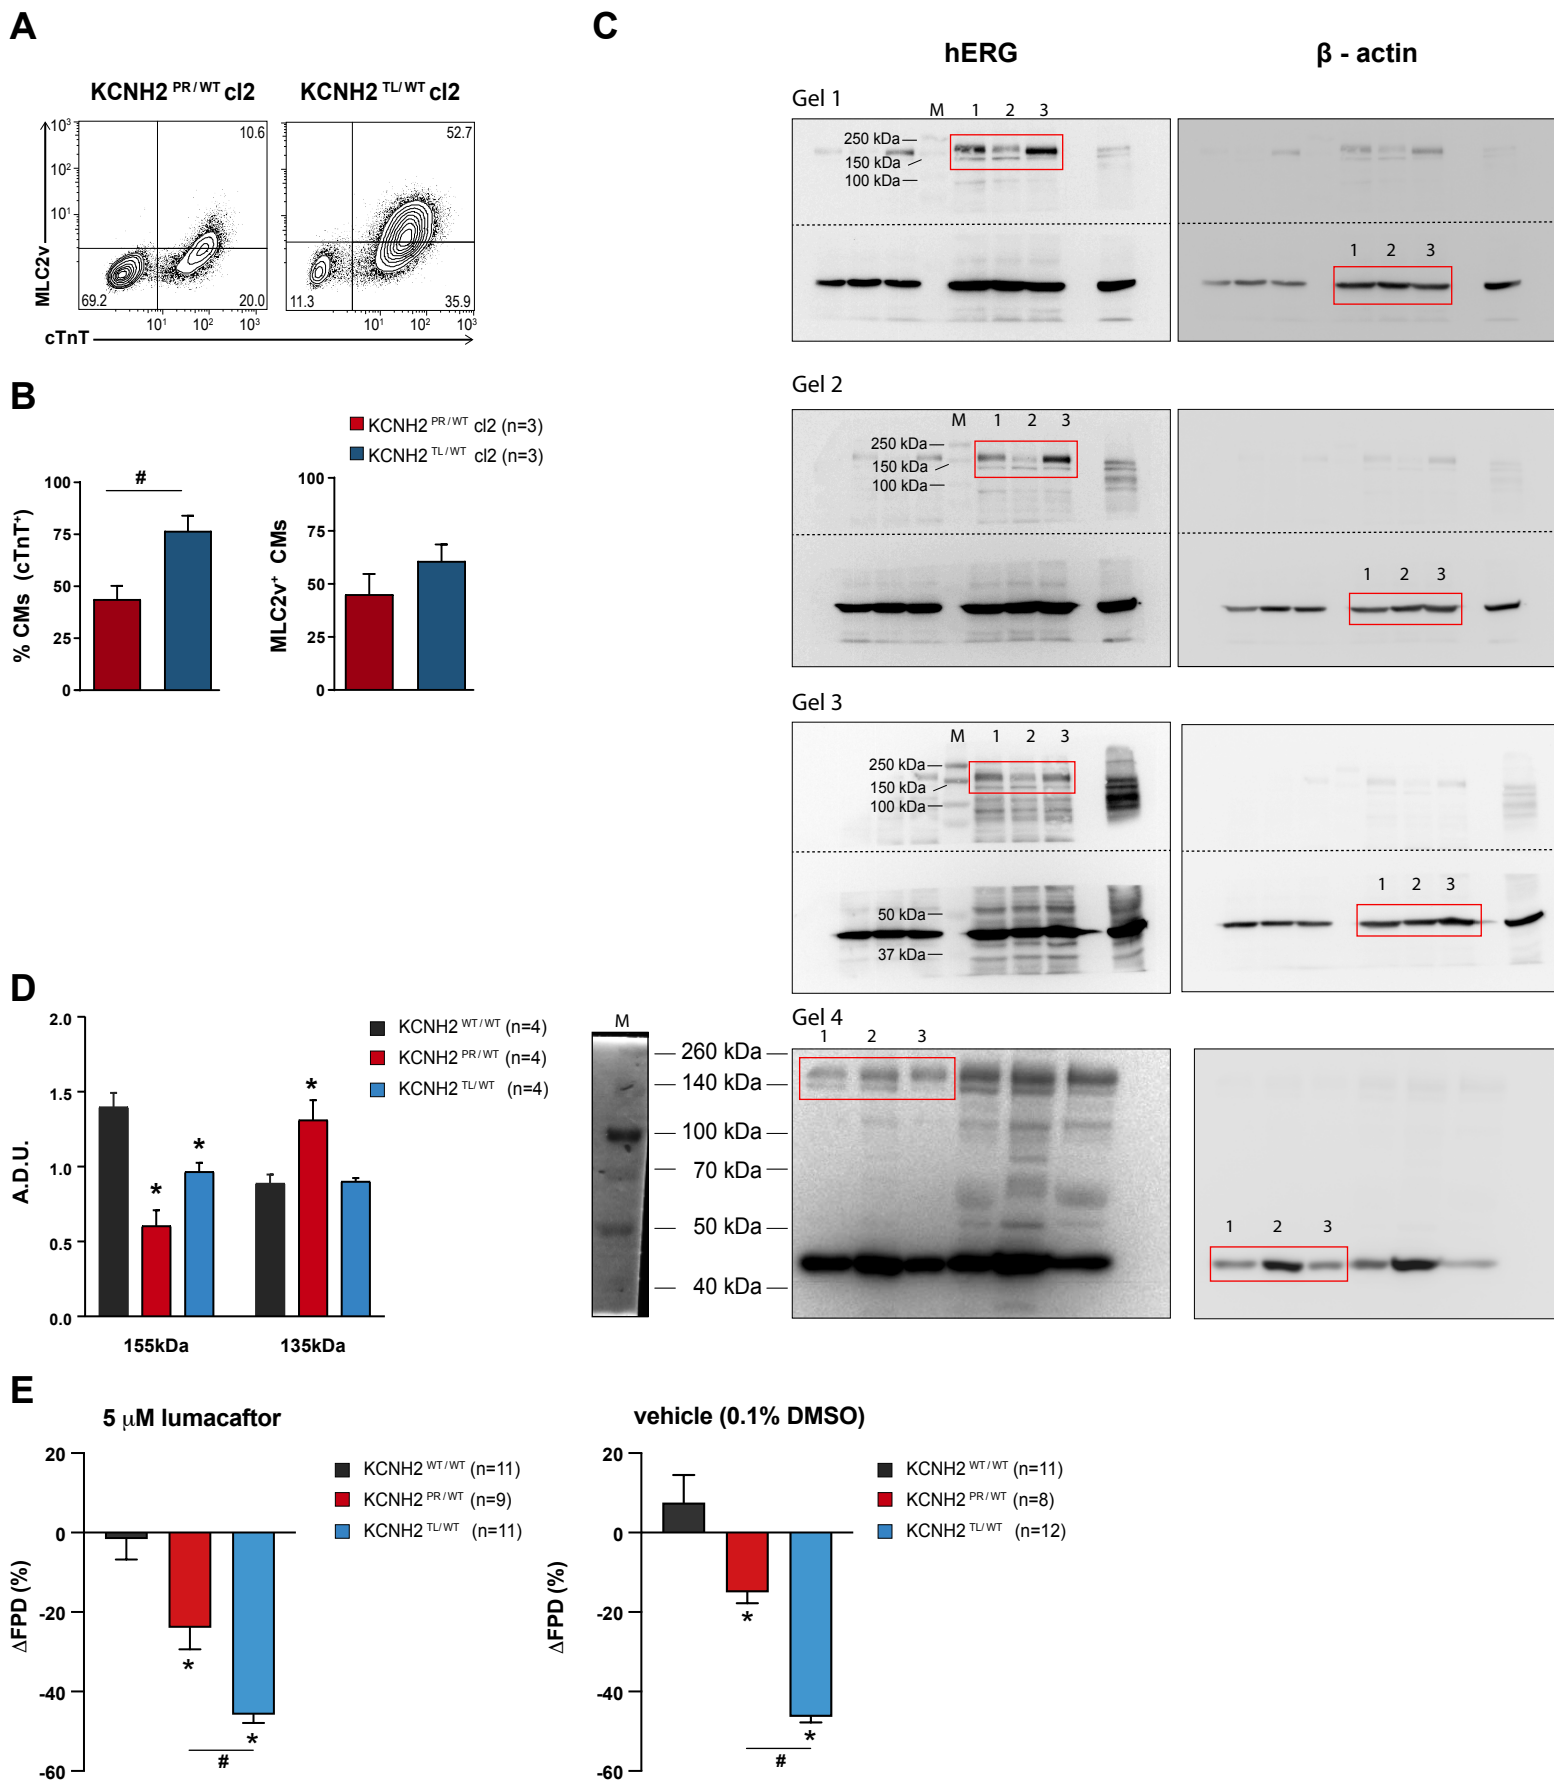 A
KCNH2 PR/WT cl2
KCNH2 TL/WT cl2
10³
10²
10¹
MLC2v
10.6
69.2
20.0
52.7
11.3
35.9
10¹ 10² 10³
10¹ 10² 10³
cTnT
B
KCNH2 PR/WT cl2 (n=3)
KCNH2 TL/WT cl2 (n=3)
% CMs (cTnT⁺)
100
75
50
25
0
#
MLC2v⁺ CMs
100
75
50
25
0
C
hERG
β - actin
Gel 1
M 1 2 3
250 kDa
150 kDa
100 kDa
1 2 3
Gel 2
M 1 2 3
250 kDa
150 kDa
100 kDa
1 2 3
Gel 3
M 1 2 3
250 kDa
150 kDa
100 kDa
50 kDa
37 kDa
1 2 3
Gel 4
M
1 2 3
260 kDa
140 kDa
100 kDa
70 kDa
50 kDa
40 kDa
1 2 3
D
A.D.U.
2.0
1.5
1.0
0.5
0.0
* * *
155kDa
135kDa
KCNH2 WT/WT (n=4)
KCNH2 PR/WT (n=4)
KCNH2 TL/WT (n=4)
E
5 μM lumacaftor
ΔFPD (%)
20
0
-20
-40
-60
*
*
#
KCNH2 WT/WT (n=11)
KCNH2 PR/WT (n=9)
KCNH2 TL/WT (n=11)
vehicle (0.1% DMSO)
ΔFPD (%)
20
0
-20
-40
-60
*
*
#
KCNH2 WT/WT (n=11)
KCNH2 PR/WT (n=8)
KCNH2 TL/WT (n=12)